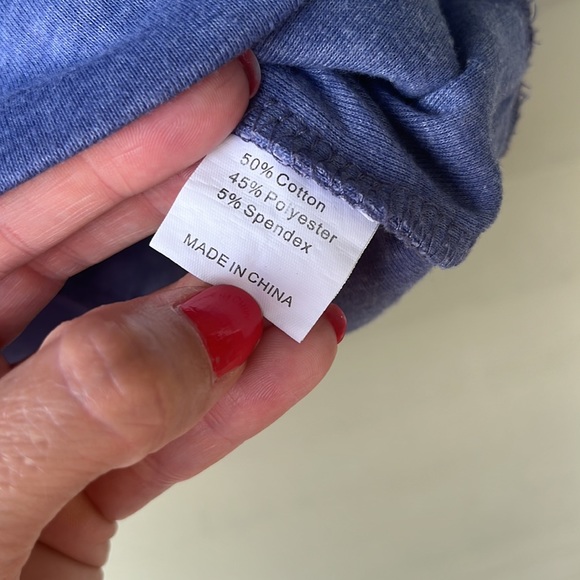 50% Cotton
45% Polyester
5% Spendex
MADE IN CHINA